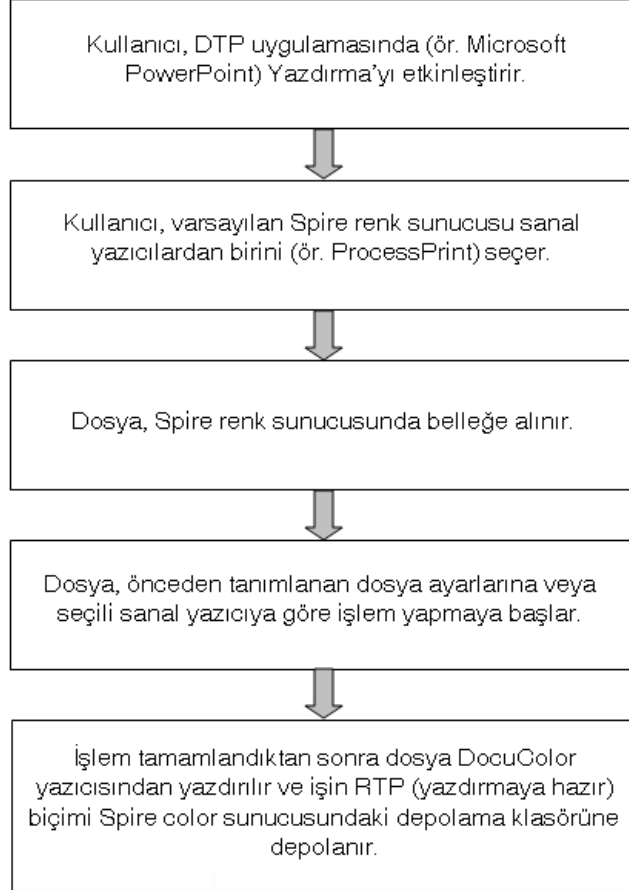 Kullanıcı, DTP uygulamasında (ör. Microsoft
PowerPoint) Yazdırma’yı etkinleştirir.
Kullanıcı, varsayılan Spire renk sunucusu sanal
yazıcılardan birini (ör. ProcessPrint) seçer.
Dosya, Spire renk sunucusunda belleğe alınır.
Dosya, önceden tanımlanan dosya ayarlarına veya
seçili sanal yazıcıya göre işlem yapmaya başlar.
İşlem tamamlandıktan sonra dosya DocuColor
yazıcısından yazdırılır ve işin RTP (yazdırmaya hazır)
biçimi Spire color sunucusundaki depolama klasörüne
depolanır.